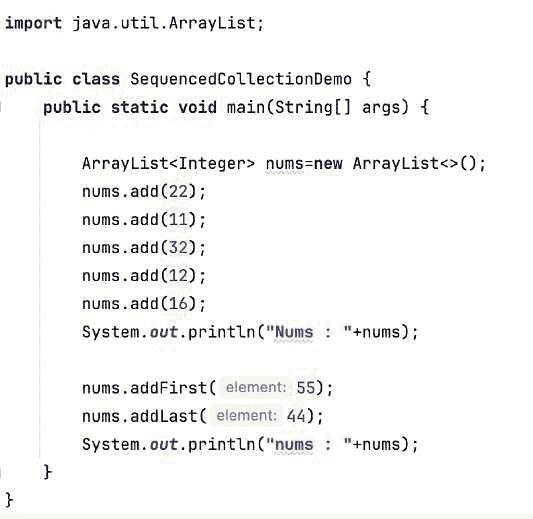 import java.util.ArrayList;
public class SequencedCollectionDemo {
public static void main(String[] args) {
ArrayList<Integer> nums=new ArrayList<>();
nums.add(22);
nums.add(11);
nums.add(32);
nums.add(12);
nums.add(16);
System.out.println("Nums : "+nums);
nums.addFirst( element: 55);
nums.addLast( element: 44);
System.out.println("nums : "+nums);
}
}